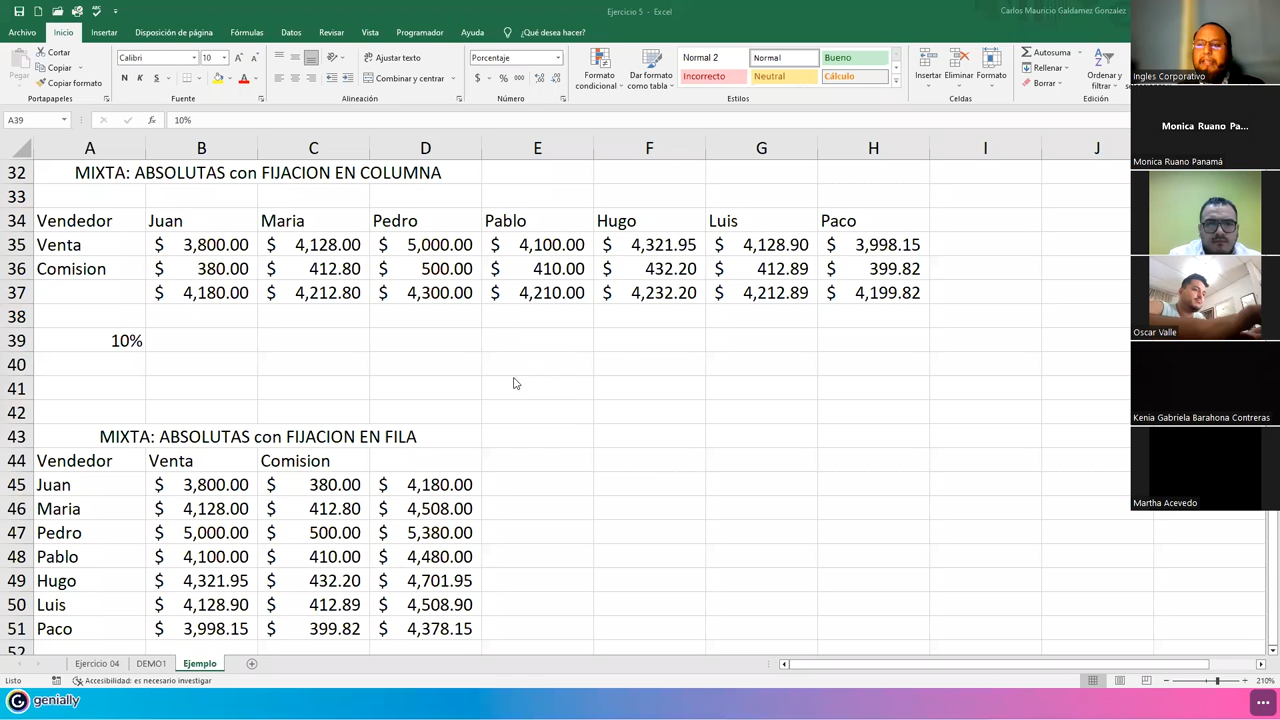 Ejercicio 5 - Excel
Carlos Mauricio Galdamez Gonzalez
Archivo Inicio Insertar Disposición de página Fórmulas Datos Revisar Vista Programador Ayuda ¿Qué desea hacer?
Pegar
Cortar
Copiar
Copiar formato
Portapapeles
Calibri 10
N K S
Fuente
Ajustar texto
Combinar y centrar
Alineación
Porcentaje
$ % 000
Número
Formato condicional
Dar formato como tabla
Normal 2 Normal Bueno
Incorrecto Neutral Cálculo
Estilos
Insertar Eliminar Formato
Celdas
Autosuma
Rellenar
Borrar
Ordenar y filtrar
Edición
A39 fx 10%
A B C D E F G H I J
32 MIXTA: ABSOLUTAS con FIJACION EN COLUMNA
33
34 Vendedor Juan Maria Pedro Pablo Hugo Luis Paco
35 Venta $ 3,800.00 $ 4,128.00 $ 5,000.00 $ 4,100.00 $ 4,321.95 $ 4,128.90 $ 3,998.15
36 Comision $ 380.00 $ 412.80 $ 500.00 $ 410.00 $ 432.20 $ 412.89 $ 399.82
37 $ 4,180.00 $ 4,212.80 $ 4,300.00 $ 4,210.00 $ 4,232.20 $ 4,212.89 $ 4,199.82
38
39 10%
40
41
42
43 MIXTA: ABSOLUTAS con FIJACION EN FILA
44 Vendedor Venta Comision
45 Juan $ 3,800.00 $ 380.00 $ 4,180.00
46 Maria $ 4,128.00 $ 412.80 $ 4,508.00
47 Pedro $ 5,000.00 $ 500.00 $ 5,380.00
48 Pablo $ 4,100.00 $ 410.00 $ 4,480.00
49 Hugo $ 4,321.95 $ 432.20 $ 4,701.95
50 Luis $ 4,128.90 $ 412.89 $ 4,508.90
51 Paco $ 3,998.15 $ 399.82 $ 4,378.15
52
Ejercicio 04 DEMO1 Ejemplo
Listo Accesibilidad: es necesario investigar 210%
genially
Ingles Corporativo
Monica Ruano Pa...
Monica Ruano Panamá
Oscar Valle
Kenia Gabriela Barahona Contreras
Martha Acevedo